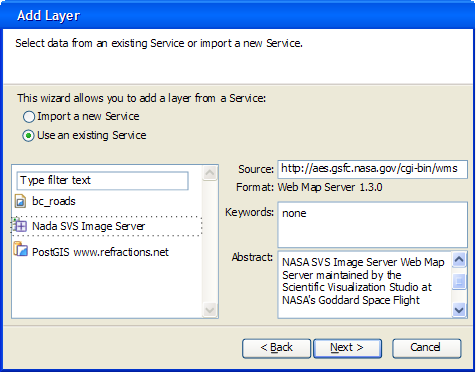 Add Layer
Select data from an existing Service or import a new Service.
This wizard allows you to add a layer from a Service:
Import a new Service
Use an existing Service
Type filter text
bc_roads
Nada SVS Image Server
PostGIS www.refractions.net
Source: http://aes.gsfc.nasa.gov/cgi-bin/wms
Format: Web Map Server 1.3.0
Keywords: none
Abstract: NASA SVS Image Server Web Map
Server maintained by the
Scientific Visualization Studio at
NASA's Goddard Space Flight
< Back Next > Cancel